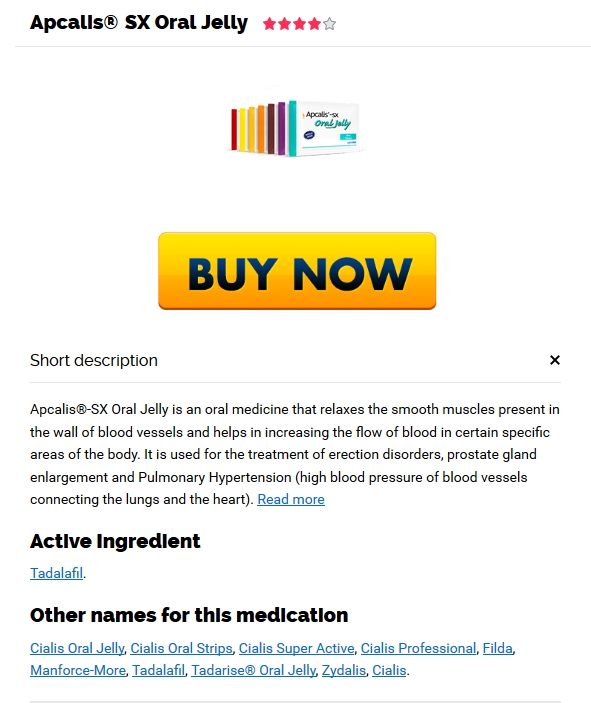 Apcalis® SX Oral Jelly
Apcalis®-sx
Oral Jelly
BUY NOW
Short description
Apcalis®-SX Oral Jelly is an oral medicine that relaxes the smooth muscles present in
the wall of blood vessels and helps in increasing the flow of blood in certain specific
areas of the body. It is used for the treatment of erection disorders, prostate gland
enlargement and Pulmonary Hypertension (high blood pressure of blood vessels
connecting the lungs and the heart). Read more
Active Ingredient
Tadalafil.
Other names for this medication
Cialis Oral Jelly, Cialis Oral Strips, Cialis Super Active, Cialis Professional, Filda,
Manforce-More, Tadalafil, Tadarise® Oral Jelly, Zydalis, Cialis.